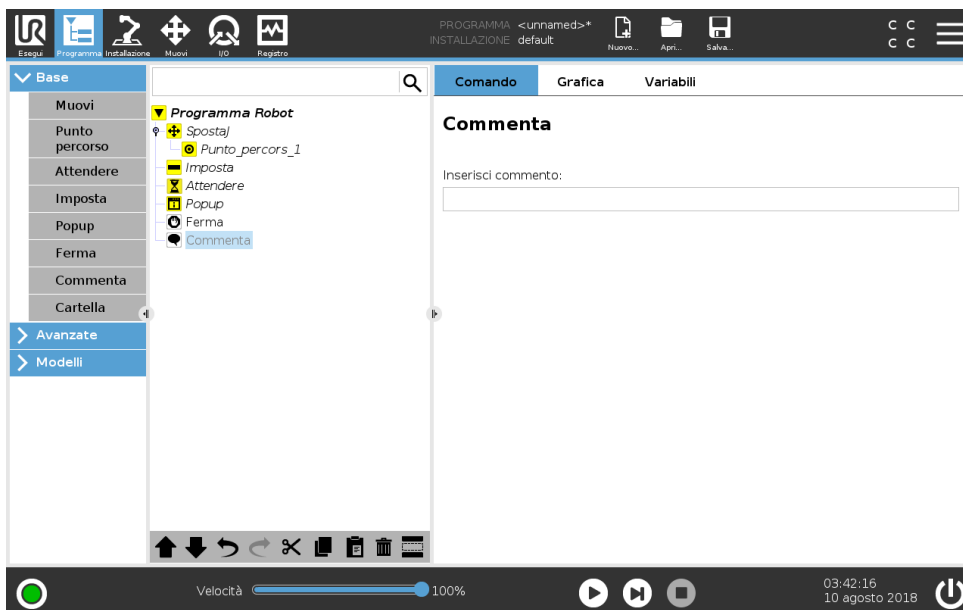 UR
Esegui
Programma
Installazione
Muovi
I/O
Registro
PROGRAMMA <unnamed>*
INSTALLAZIONE default
Nuovo...
Apri...
Salva...
C C
C C
Base
Muovi
Punto
percorso
Attendere
Imposta
Popup
Ferma
Commenta
Cartella
Avanzate
Modelli
Programma Robot
SpostaJ
Punto_percors_1
Imposta
Attendere
Popup
Ferma
Commenta
Comando
Grafica
Variabili
Commenta
Inserisci commento:
Velocità
100%
03:42:16
10 agosto 2018